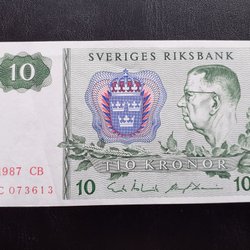 SVERIGES RIKSBANK
10
1987 CB
C 073613
TIO KRONOR
10
10